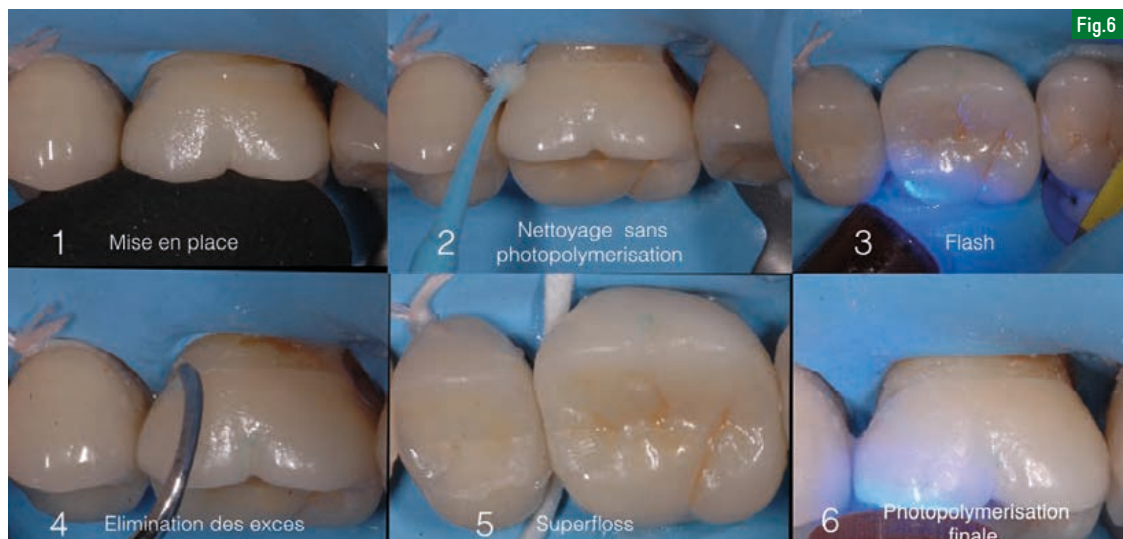 Fig.6
1 Mise en place
2 Nettoyage sans
photopolymerisation
3 Flash
4 Elimination des exces
5 Superfloss
6 Photopolymerisation
finale